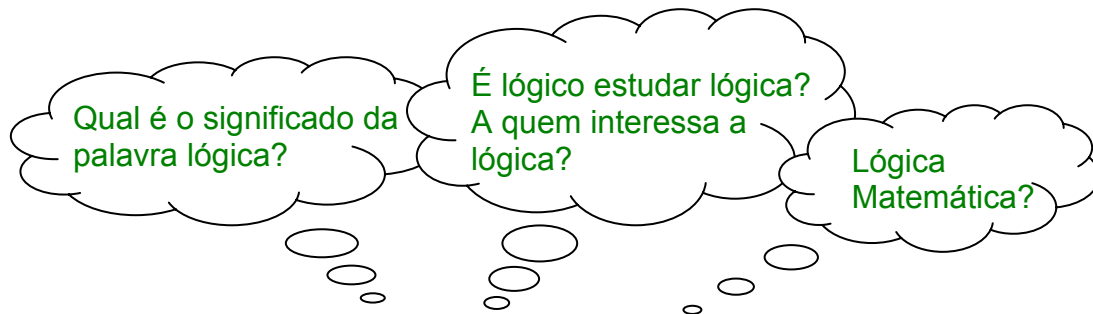 Qual é o significado da
palavra lógica?
É lógico estudar lógica?
A quem interessa a
lógica?
Lógica
Matemática?